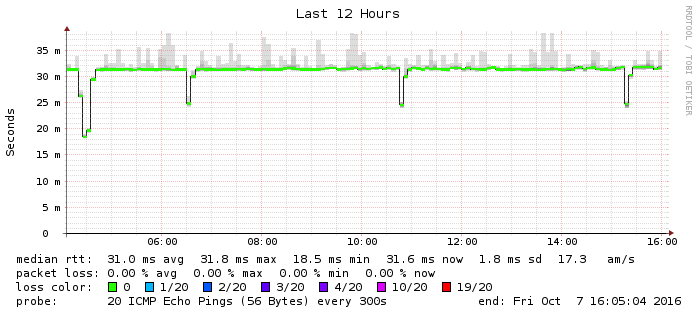 Last 12 Hours
RRDTOOL / TOBI OETIKER
Seconds
35 m
30 m
25 m
20 m
15 m
10 m
5 m
0
06:00 08:00 10:00 12:00 14:00 16:00
median rtt: 31.0 ms avg 31.8 ms max 18.5 ms min 31.6 ms now 1.8 ms sd 17.3 am/s
packet loss: 0.00 % avg 0.00 % max 0.00 % min 0.00 % now
loss color: 0 1/20 2/20 3/20 4/20 10/20 19/20
probe: 20 ICMP Echo Pings (56 Bytes) every 300s end: Fri Oct 7 16:05:04 2016